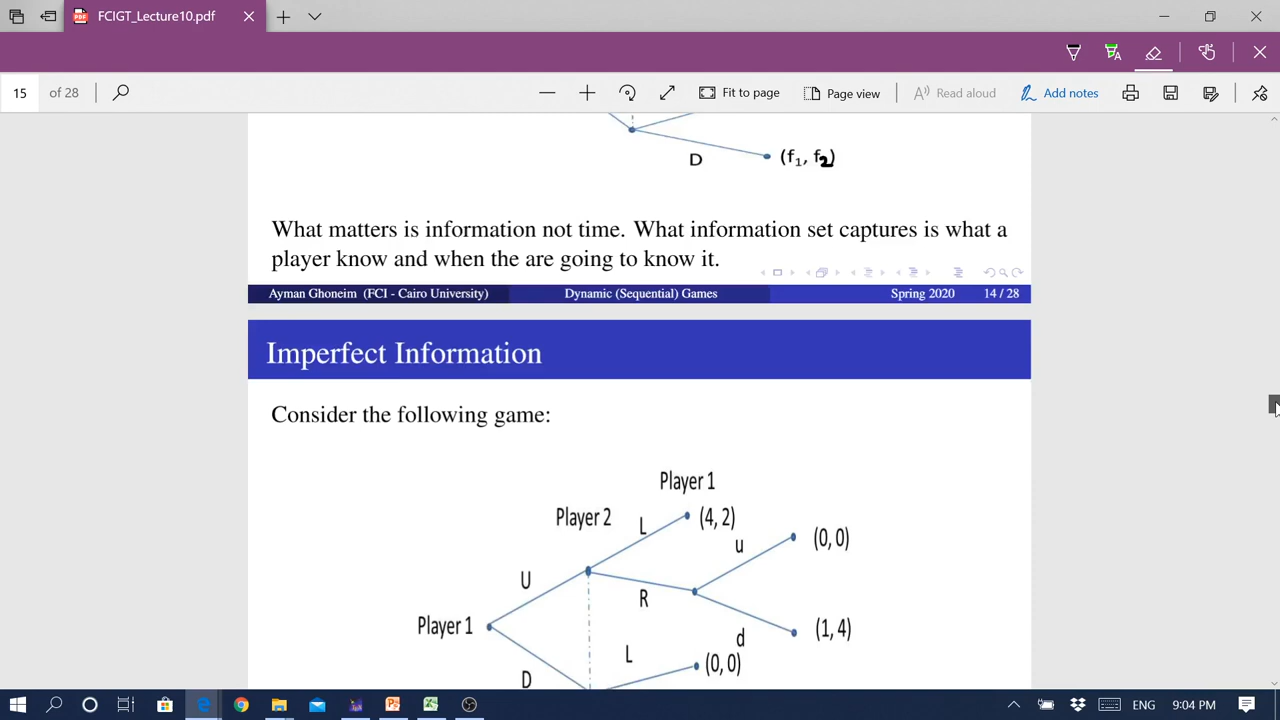 FCIGT_Lecture10.pdf
15 of 28
Fit to page
Page view
Read aloud
Add notes
D
(f1, f2)
What matters is information not time. What information set captures is what a
player know and when the are going to know it.
Ayman Ghoneim (FCI - Cairo University) Dynamic (Sequential) Games Spring 2020 14 / 28
Imperfect Information
Consider the following game:
Player 1
Player 2 L (4, 2)
u (0, 0)
U
R
Player 1 (1, 4)
d
L (0, 0)
D
ENG 9:04 PM